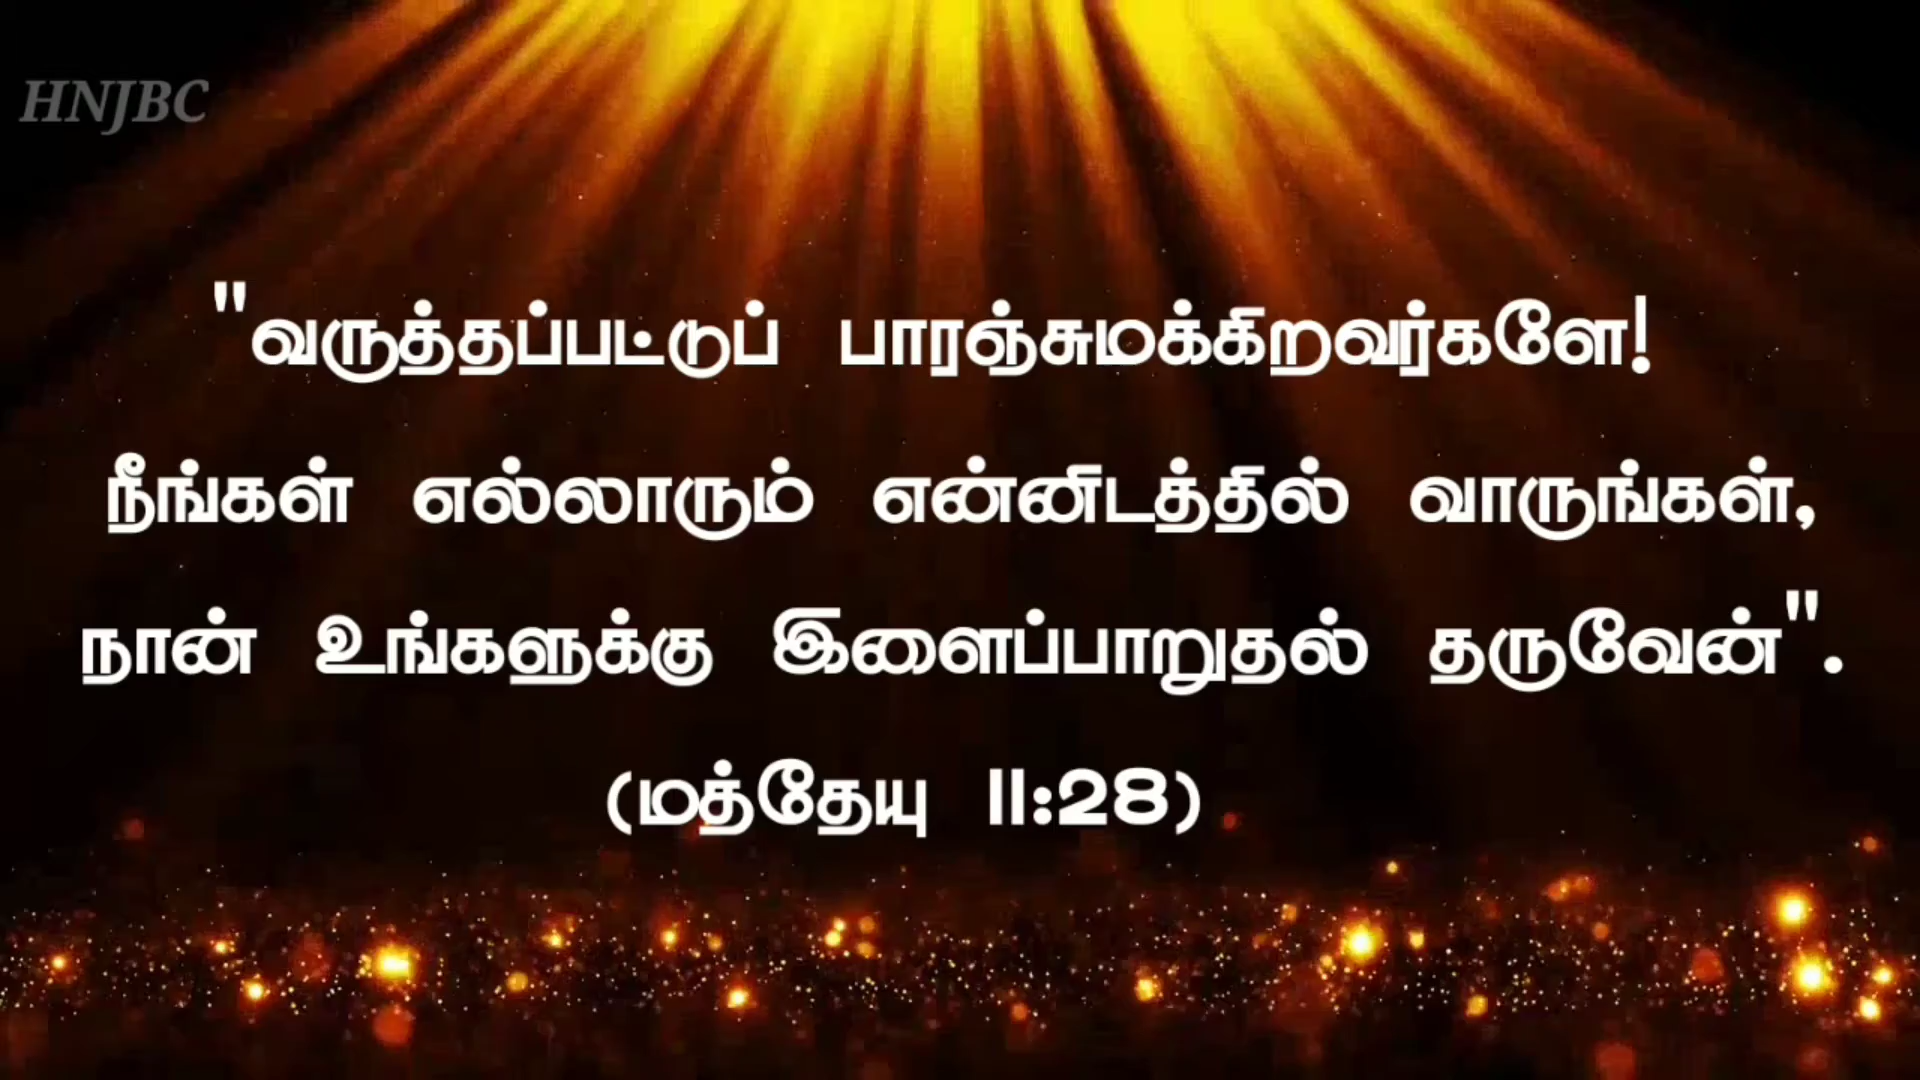 HNJBC
"வருத்தப்பட்டுப் பாரஞ்சுமக்கிறவர்களே!
நீங்கள் எல்லாரும் என்னிடத்தில் வாருங்கள்,
நான் உங்களுக்கு இளைப்பாறுதல் தருவேன்".
(மத்தேயு 11:28)